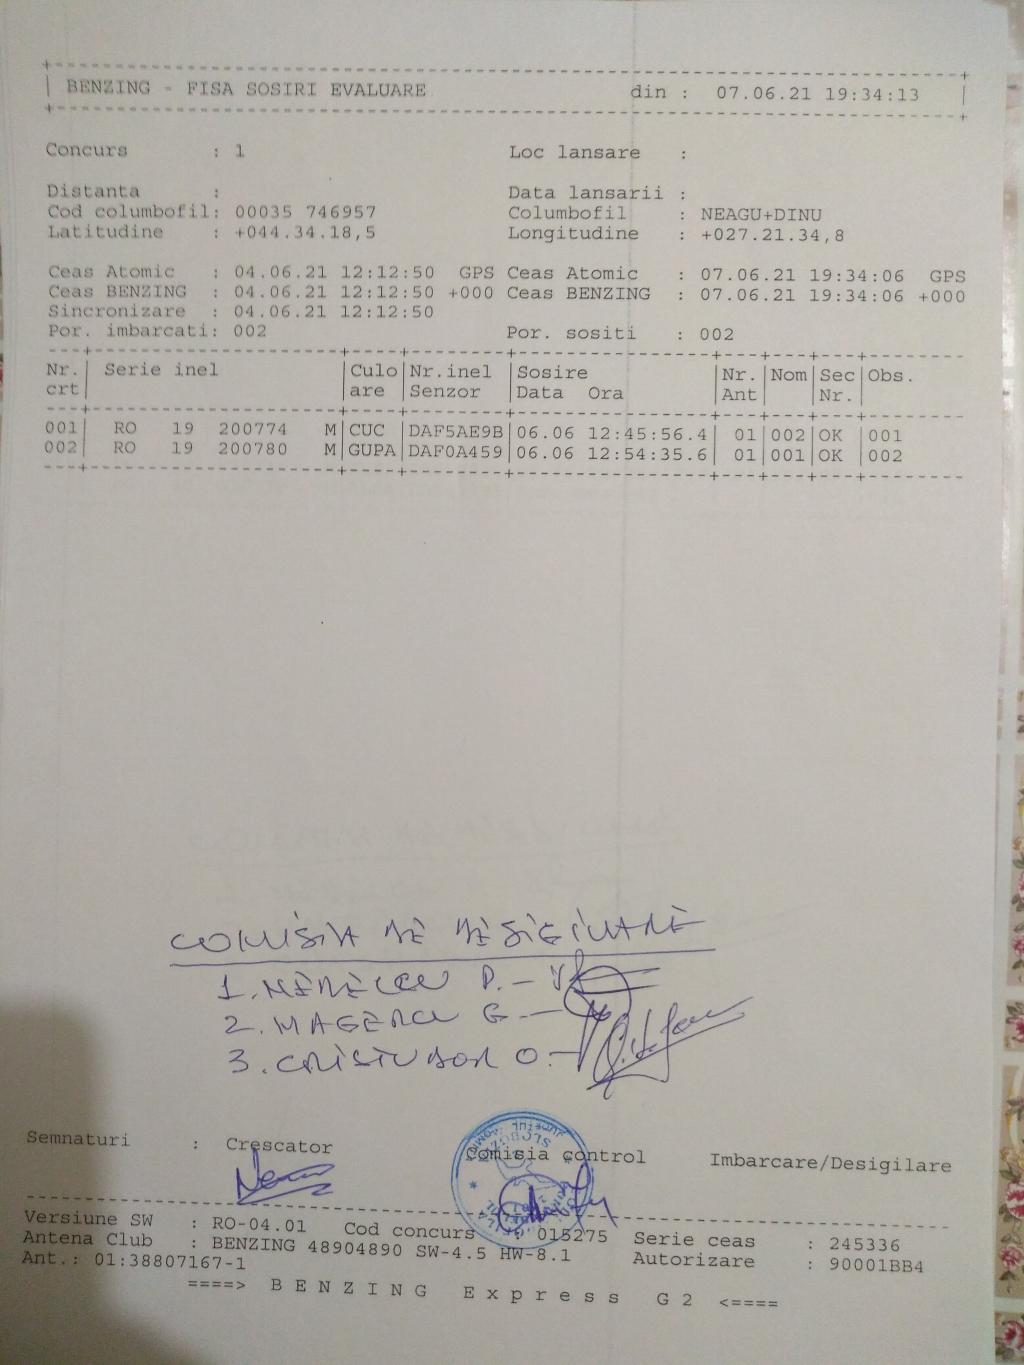 BENZING - FISA SOSIRI EVALUARE din : 07.06.21 19:34:13
Concurs : 1 Loc lansare :
Distanta : Data lansarii :
Cod columbofil: 00035 746957 Columbofil : NEAGU+DINU
Latitudine : +044.34.18,5 Longitudine : +027.21.34,8
Ceas Atomic : 04.06.21 12:12:50 GPS Ceas Atomic : 07.06.21 19:34:06 GPS
Ceas BENZING : 04.06.21 12:12:50 +000 Ceas BENZING : 07.06.21 19:34:06 +000
Sincronizare : 04.06.21 12:12:50
Por. imbarcati: 002 Por. sositi : 002
Nr. | Serie inel | Culo | Nr.inel | Sosire | Nr. | Nom | Sec | Obs.
crt | are | Senzor | Data Ora | Ant | Nr.
001 | RO 19 200774 M | CUC | DAF5AE9B | 06.06 12:45:56.4 | 01 | 002 | OK | 001
002 | RO 19 200780 M | GUPA | DAF0A459 | 06.06 12:54:35.6 | 01 | 001 | OK | 002
COMISIA DE DESIGILARE
1. P. -
2. MAGERCU G. -
3. CRISTUDOR O. -
Semnaturi : Crescator Comisia control Imbarcare/Desigilare
Versiune SW : RO-04.01 Cod concurs : 015275 Serie ceas : 245336
Antena Club : BENZING 48904890 SW-4.5 HW-8.1 Autorizare : 90001BB4
Ant.: 01:38807167-1
====> BENZING Express G2 <====